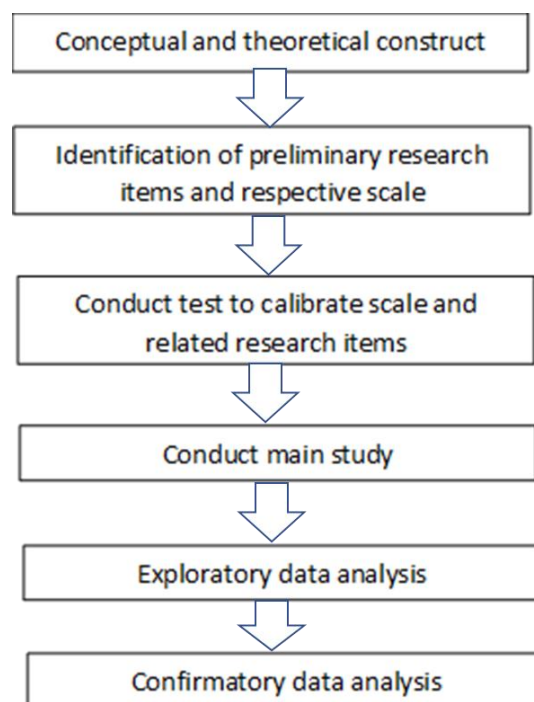 Conceptual and theoretical construct
Identification of preliminary research
items and respective scale
Conduct test to calibrate scale and
related research items
Conduct main study
Exploratory data analysis
Confirmatory data analysis